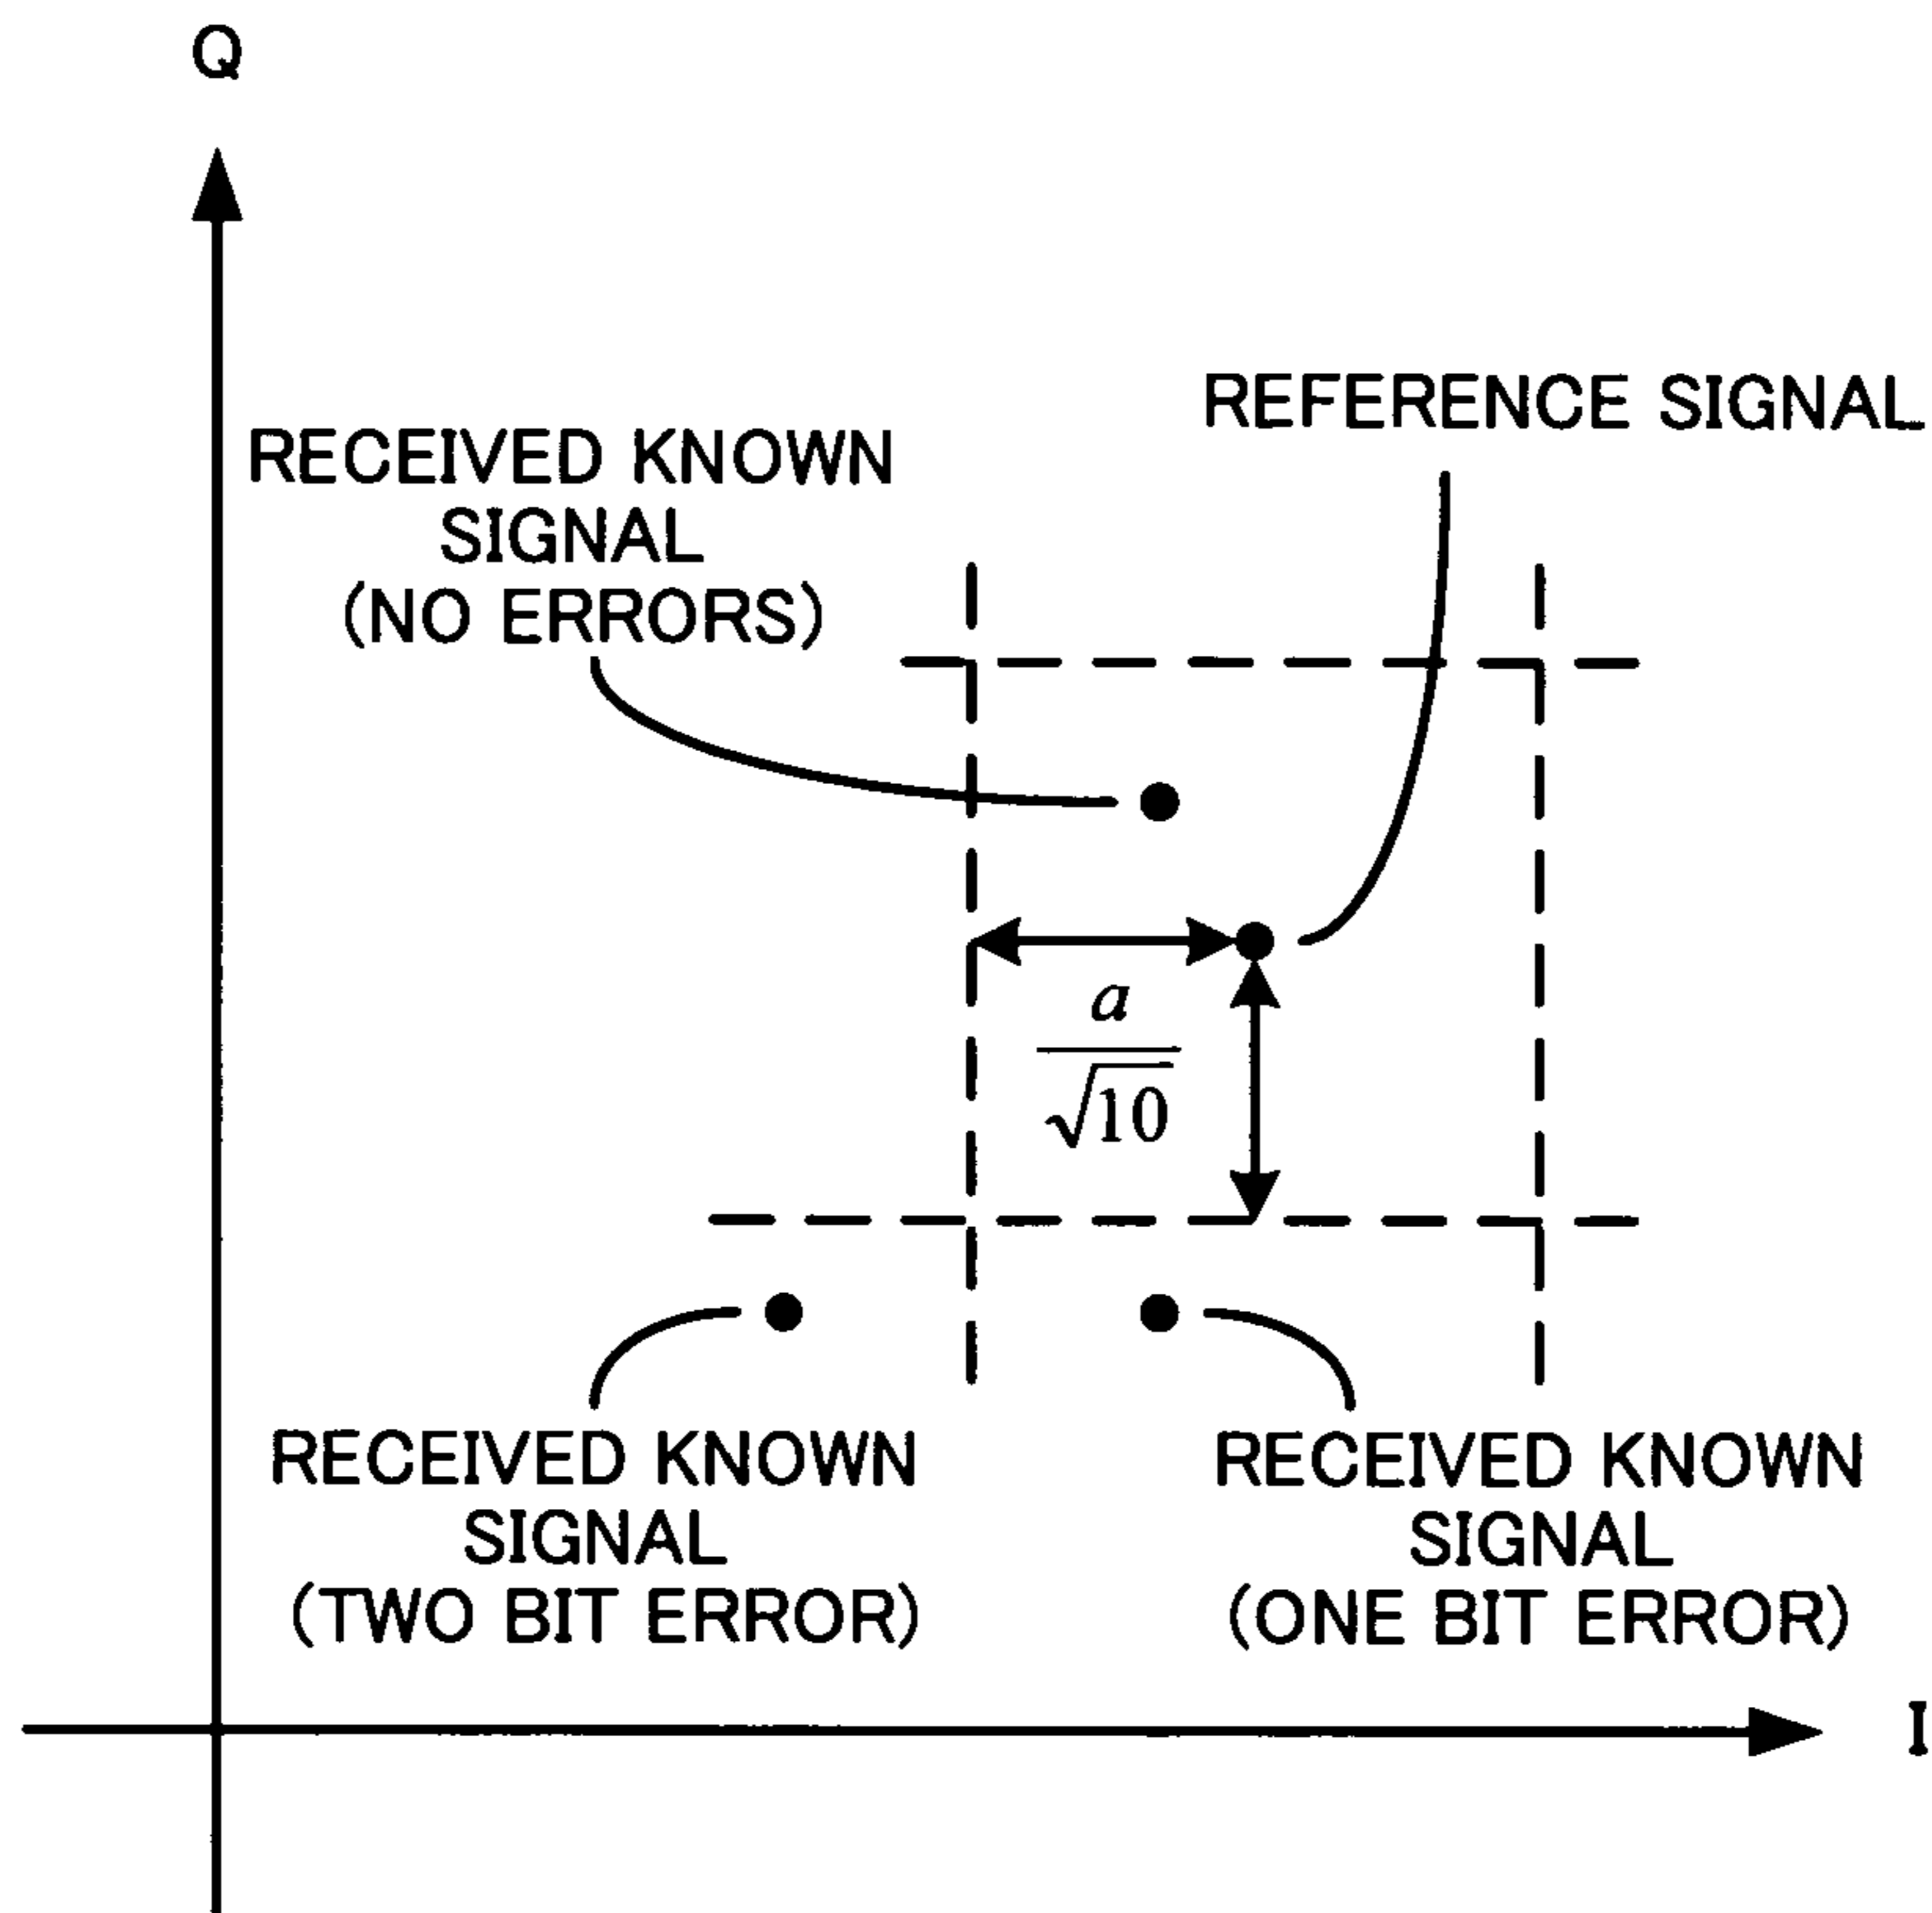 Q
REFERENCE SIGNAL
RECEIVED KNOWN
SIGNAL
(NO ERRORS)
a
√10
RECEIVED KNOWN
SIGNAL
(TWO BIT ERROR)
RECEIVED KNOWN
SIGNAL
(ONE BIT ERROR)
I